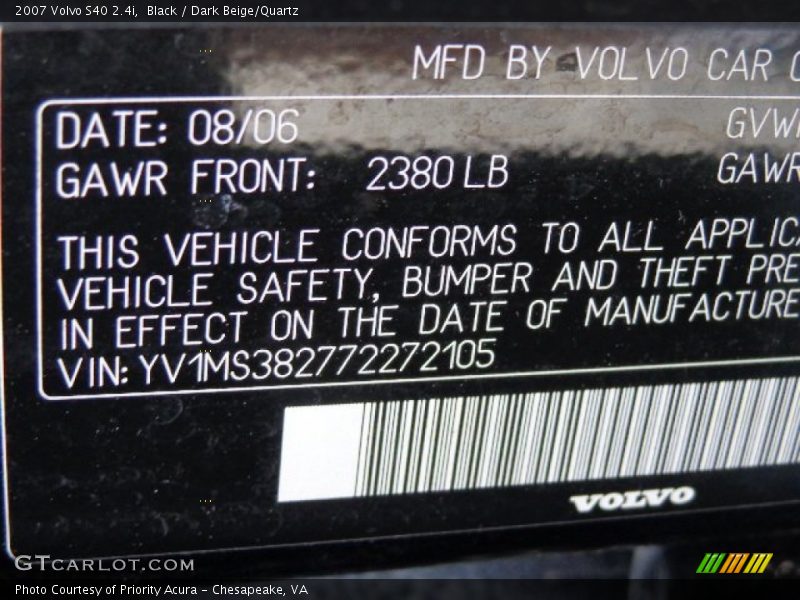 2007 Volvo S40 2.4i, Black / Dark Beige/Quartz
MFD BY VOLVO CAR
DATE: 08/06
GVW
GAWR FRONT: 2380 LB
GAWR
THIS VEHICLE CONFORMS TO ALL APPLIC
VEHICLE SAFETY, BUMPER AND THEFT PRE
IN EFFECT ON THE DATE OF MANUFACTURE
VIN: YV1MS382772272105
VOLVO
GTCARLOT.COM
Photo Courtesy of Priority Acura - Chesapeake, VA